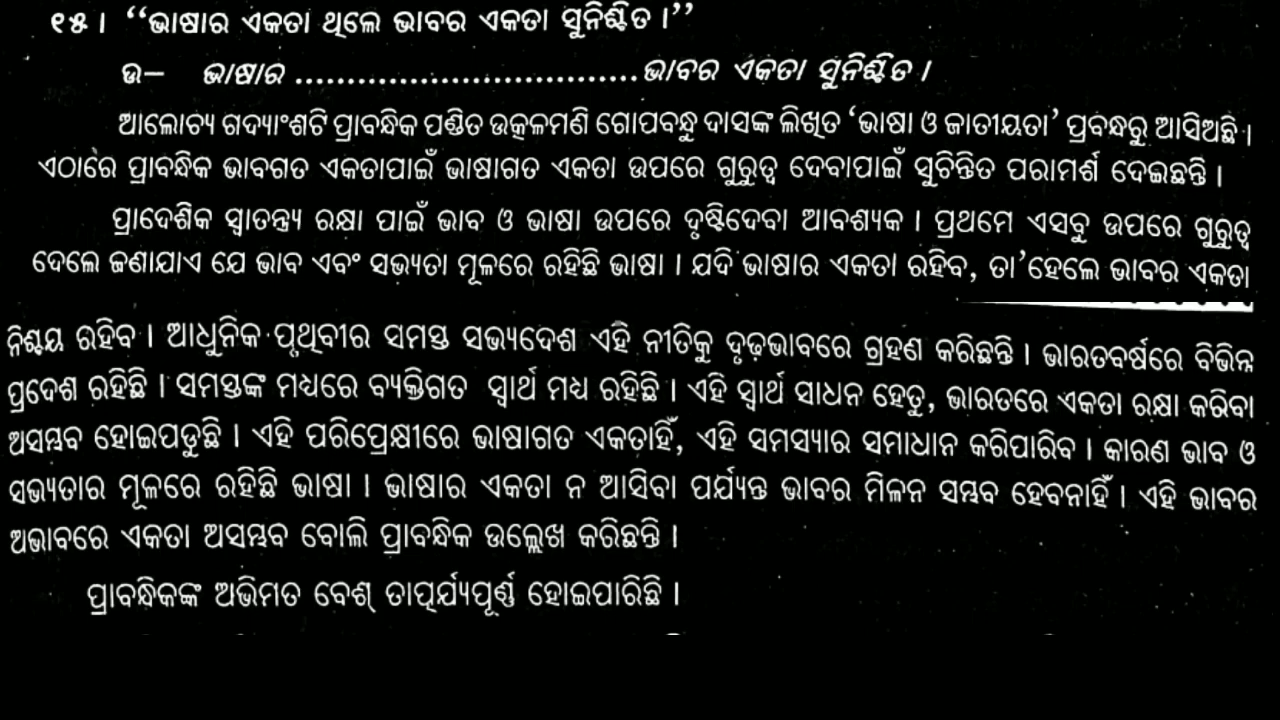 ୧୫। ‘‘ଭାଷାର ଏକତା ଥିଲେ ଭାବର ଏକତା ସୁନିଶ୍ଚିତ।’’
ଉ– ଭାଷାର .................................ଭାବର ଏକତା ସୁନିଶ୍ଚିତ।
ଆଲୋଚ୍ୟ ଗଦ୍ୟାଂଶଟି ପ୍ରାବନ୍ଧିକ ପଣ୍ଡିତ ଉତ୍କଳମଣି ଗୋପବନ୍ଧୁ ଦାସଙ୍କ ଲିଖିତ ‘ଭାଷା ଓ ଜାତୀୟତା’ ପ୍ରବନ୍ଧରୁ ଆସିଅଛି।
ଏଠାରେ ପ୍ରାବନ୍ଧିକ ଭାବଗତ ଏକତାପାଇଁ ଭାଷାଗତ ଏକତା ଉପରେ ଗୁରୁତ୍ୱ ଦେବାପାଇଁ ସୁଚିନ୍ତିତ ପରାମର୍ଶ ଦେଇଛନ୍ତି।
ପ୍ରାଦେଶିକ ସ୍ୱାତନ୍ତ୍ର୍ୟ ରକ୍ଷା ପାଇଁ ଭାବ ଓ ଭାଷା ଉପରେ ଦୃଷ୍ଟିଦେବା ଆବଶ୍ୟକ। ପ୍ରଥମେ ଏସବୁ ଉପରେ ଗୁରୁତ୍ୱ
ଦେଲେ ଜଣାଯାଏ ଯେ ଭାବ ଏବଂ ସଭ୍ୟତା ମୂଳରେ ରହିଛି ଭାଷା। ଯଦି ଭାଷାର ଏକତା ରହିବ, ତା’ହେଲେ ଭାବର ଏକତା
ନିଶ୍ଚୟ ରହିବ। ଆଧୁନିକ ପୃଥିବୀର ସମସ୍ତ ସଭ୍ୟଦେଶ ଏହି ନୀତିକୁ ଦୃଢ଼ଭାବରେ ଗ୍ରହଣ କରିଛନ୍ତି। ଭାରତବର୍ଷରେ ବିଭିନ୍ନ
ପ୍ରଦେଶ ରହିଛି। ସମସ୍ତଙ୍କ ମଧ୍ୟରେ ବ୍ୟକ୍ତିଗତ ସ୍ୱାର୍ଥ ମଧ୍ୟ ରହିଛି। ଏହି ସ୍ୱାର୍ଥ ସାଧନ ହେତୁ, ଭାରତରେ ଏକତା ରକ୍ଷା କରିବା
ଅସମ୍ଭବ ହୋଇପଡୁଛି। ଏହି ପରିପ୍ରେକ୍ଷୀରେ ଭାଷାଗତ ଏକତାହିଁ, ଏହି ସମସ୍ୟାର ସମାଧାନ କରିପାରିବ। କାରଣ ଭାବ ଓ
ସଭ୍ୟତାର ମୂଳରେ ରହିଛି ଭାଷା। ଭାଷାର ଏକତା ନ ଆସିବା ପର୍ଯ୍ୟନ୍ତ ଭାବର ମିଳନ ସମ୍ଭବ ହେବନାହିଁ। ଏହି ଭାବର
ଅଭାବରେ ଏକତା ଅସମ୍ଭବ ବୋଲି ପ୍ରାବନ୍ଧିକ ଉଲ୍ଲେଖ କରିଛନ୍ତି।
ପ୍ରାବନ୍ଧିକଙ୍କ ଅଭିମତ ବେଶ୍ ତାତ୍ପର୍ଯ୍ୟପୂର୍ଣ୍ଣ ହୋଇପାରିଛି।